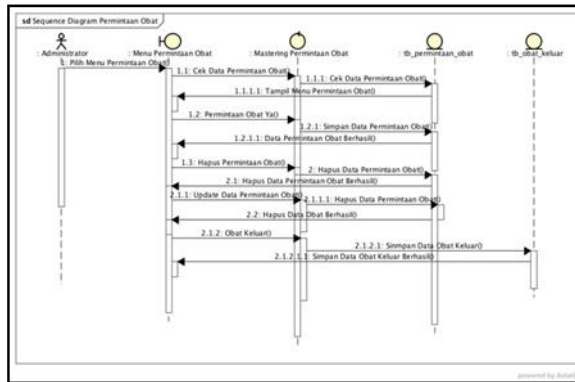 sd Sequence Diagram Permintaan Obat
: Administrator
: Menu Permintaan Obat
: Mastering Permintaan Obat
: tb_permintaan_obat
: tb_obat_keluar
1: Pilih Menu Permintaan Obat()
1.1: Cek Data Permintaan Obat()
1.1.1: Cek Data Permintaan Obat()
1.1.1.1: Tampil Menu Permintaan Obat()
1.2: Permintaan Obat Ya()
1.2.1: Simpan Data Permintaan Obat()
1.2.1.1: Data Permintaan Obat Berhasil()
1.3: Hapus Permintaan Obat()
2: Hapus Data Permintaan Obat()
2.1: Hapus Data Permintaan Obat Berhasil()
2.1.1: Update Data Permintaan Obat()
2.1.1.1: Hapus Data Permintaan Obat()
2.2: Hapus Data Obat Berhasil()
2.1.2: Obat Keluar()
2.1.2.1: Sinmpan Data Obat Keluar()
2.1.2.1.1: Simpan Data Obat Keluar Berhasil()
powered by Astah